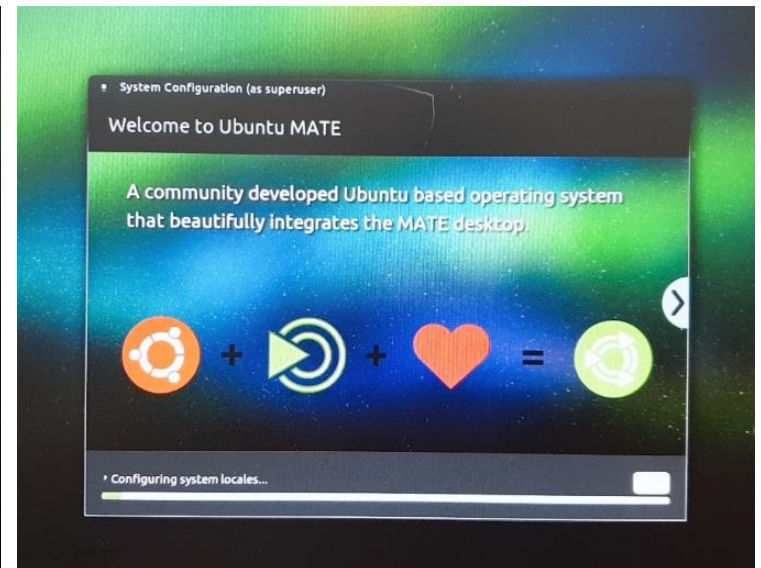 System Configuration (as superuser)
Welcome to Ubuntu MATE
A community developed Ubuntu based operating system
that beautifully integrates the MATE desktop.
+ + =
Configuring system locales...